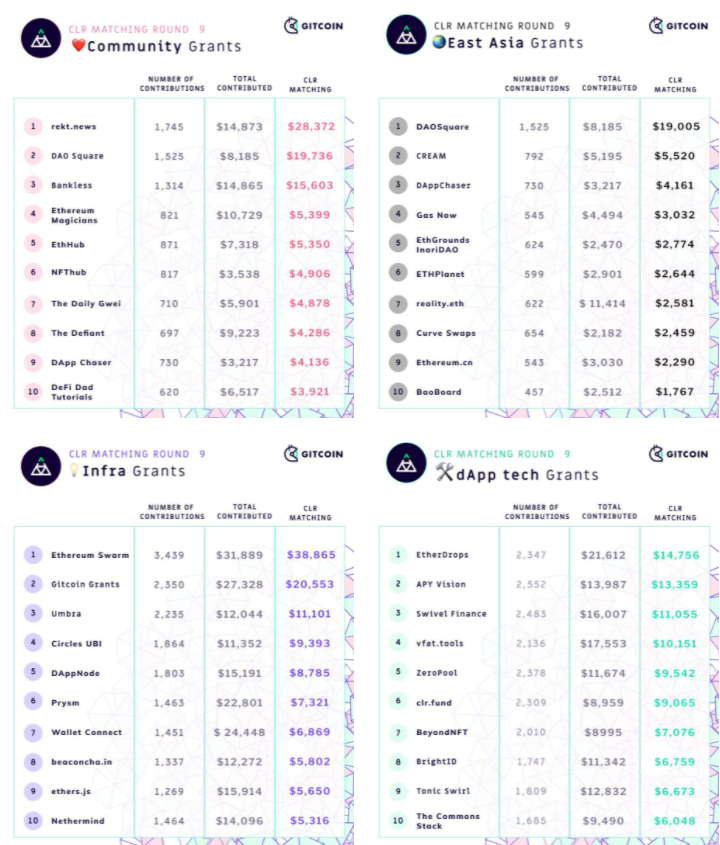 CLR MATCHING ROUND 9
Community Grants
GITCOIN
NUMBER OF CONTRIBUTIONS TOTAL CONTRIBUTED CLR MATCHING
1 rekt.news 1,745 $14,873 $28,372
2 DAO Square 1,525 $8,185 $19,736
3 Bankless 1,314 $14,865 $15,603
4 Ethereum Magicians 821 $10,729 $5,399
5 EthHub 871 $7,318 $5,350
6 NFThub 817 $3,538 $4,906
7 The Daily Gwei 710 $5,901 $4,878
8 The Defiant 697 $9,223 $4,286
9 DApp Chaser 730 $3,217 $4,136
10 DeFi Dad Tutorials 620 $6,517 $3,921
CLR MATCHING ROUND 9
East Asia Grants
GITCOIN
NUMBER OF CONTRIBUTIONS TOTAL CONTRIBUTED CLR MATCHING
1 DAOSquare 1,525 $8,185 $19,005
2 CREAM 792 $5,195 $5,520
3 DAppChaser 730 $3,217 $4,161
4 Gas Now 545 $4,494 $3,032
5 EthGrounds InariDAO 624 $2,470 $2,774
6 ETHPlanet 599 $2,901 $2,644
7 reality.eth 622 $ 11,414 $2,581
8 Curve Swaps 654 $2,182 $2,459
9 Ethereum.cn 543 $3,030 $2,290
10 BaoBoard 457 $2,512 $1,767
CLR MATCHING ROUND 9
Infra Grants
GITCOIN
NUMBER OF CONTRIBUTIONS TOTAL CONTRIBUTED CLR MATCHING
1 Ethereum Swarm 3,439 $31,889 $38,865
2 Gitcoin Grants 2,350 $27,328 $20,553
3 Umbra 2,235 $12,044 $11,101
4 Circles UBI 1,864 $11,352 $9,393
5 DAppNode 1,803 $15,191 $8,785
6 Prysm 1,463 $22,801 $7,321
7 Wallet Connect 1,451 $ 24,448 $6,869
8 beaconcha.in 1,337 $12,272 $5,802
9 ethers.js 1,269 $15,914 $5,650
10 Nethermind 1,464 $14,096 $5,316
CLR MATCHING ROUND 9
dApp tech Grants
GITCOIN
NUMBER OF CONTRIBUTIONS TOTAL CONTRIBUTED CLR MATCHING
1 EtherDrops 2,347 $21,612 $14,756
2 APY Vision 2,552 $13,987 $13,359
3 Swivel Finance 2,483 $16,007 $11,055
4 vfat.tools 2,136 $17,553 $10,151
5 ZeroPool 2,378 $11,674 $9,542
6 clr.fund 2,309 $8,959 $9,065
7 BeyondNFT 2,010 $8995 $7,076
8 BrightID 1,747 $11,342 $6,759
9 Tonic Swirl 1,809 $12,832 $6,673
10 The Commons Stack 1,685 $9,490 $6,048